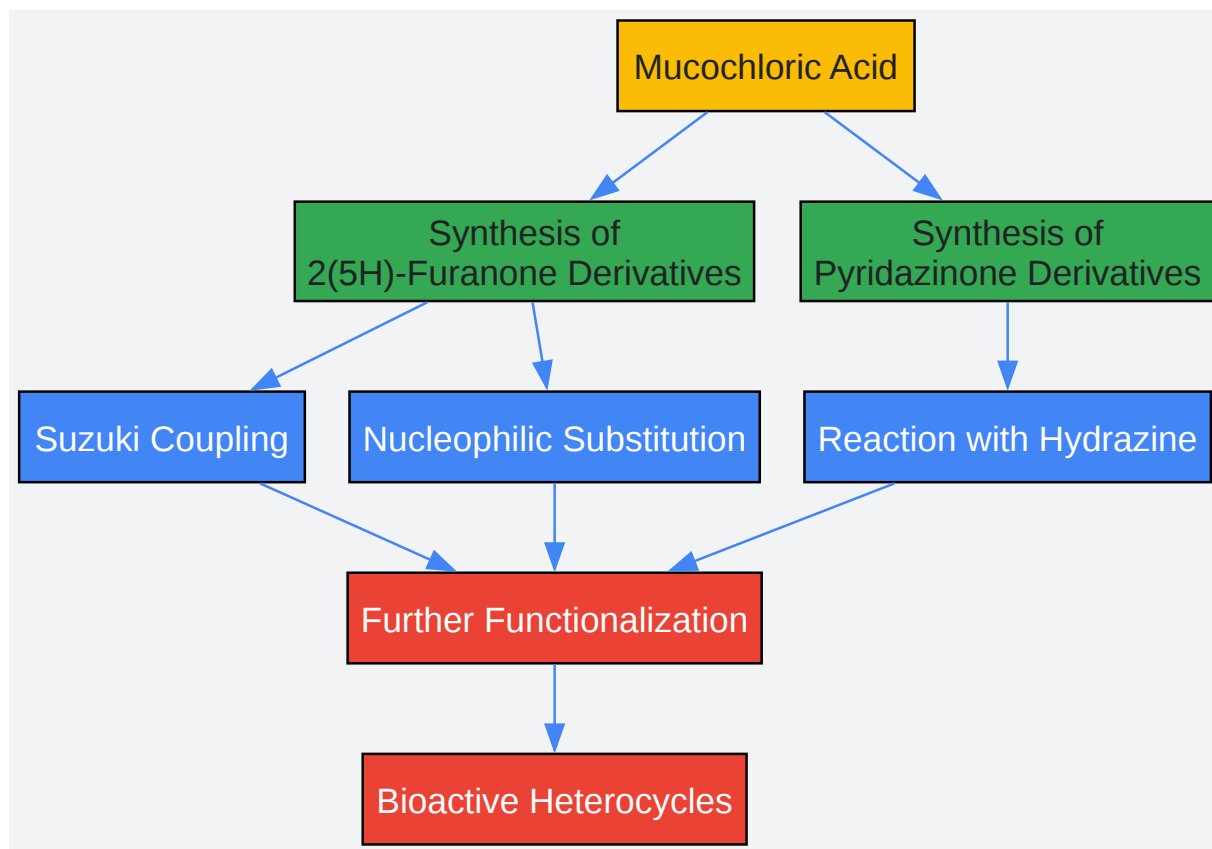 Mucochloric Acid
Synthesis of
2(5H)-Furanone Derivatives
Synthesis of
Pyridazinone Derivatives
Suzuki Coupling
Nucleophilic Substitution
Reaction with Hydrazine
Further Functionalization
Bioactive Heterocycles